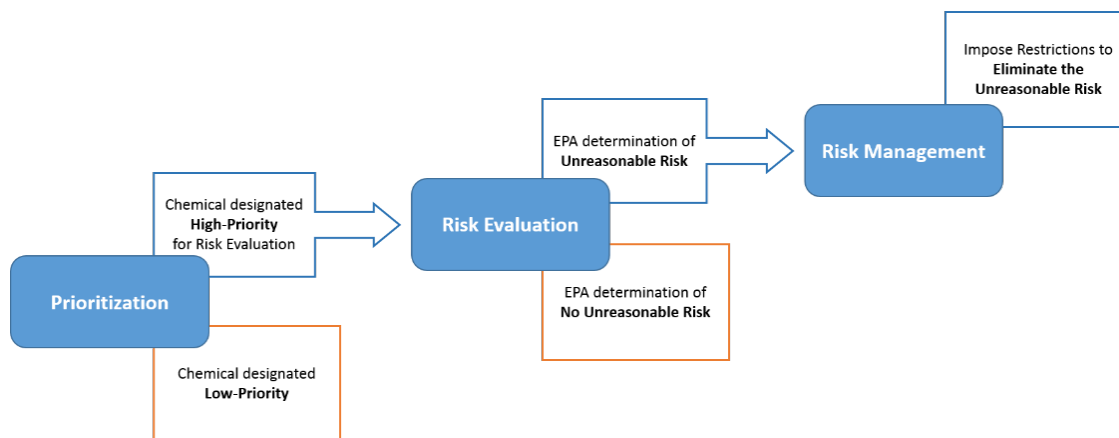 Impose Restrictions to
Eliminate the
Unreasonable Risk
Risk Management
EPA determination of
Unreasonable Risk
Risk Evaluation
EPA determination of
No Unreasonable Risk
Chemical designated
High-Priority
for Risk Evaluation
Prioritization
Chemical designated
Low-Priority